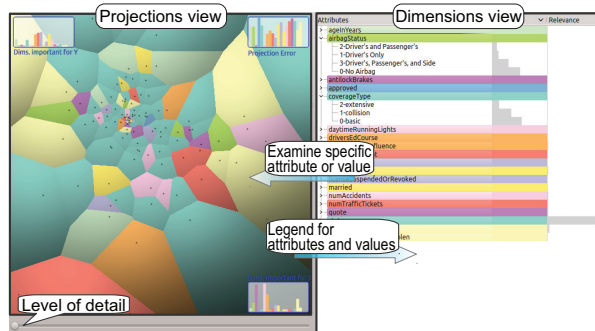 Projections view
Dims. important for Y
Projection Error
Level of detail
Examine specific
attribute or value
Legend for
attributes and values
Dimensions view
Attributes
Relevance
ageInYears
airbagStatus
2-Driver's and Passenger's
1-Driver's Only
3-Driver's, Passenger's, and Side
0-No Airbag
antilockBrakes
approved
coverageType
2-extensive
1-collision
0-basic
daytimeRunningLights
driversEdCourse
fluence
t
spendedOrRevoked
married
numAccidents
numTrafficTickets
quote